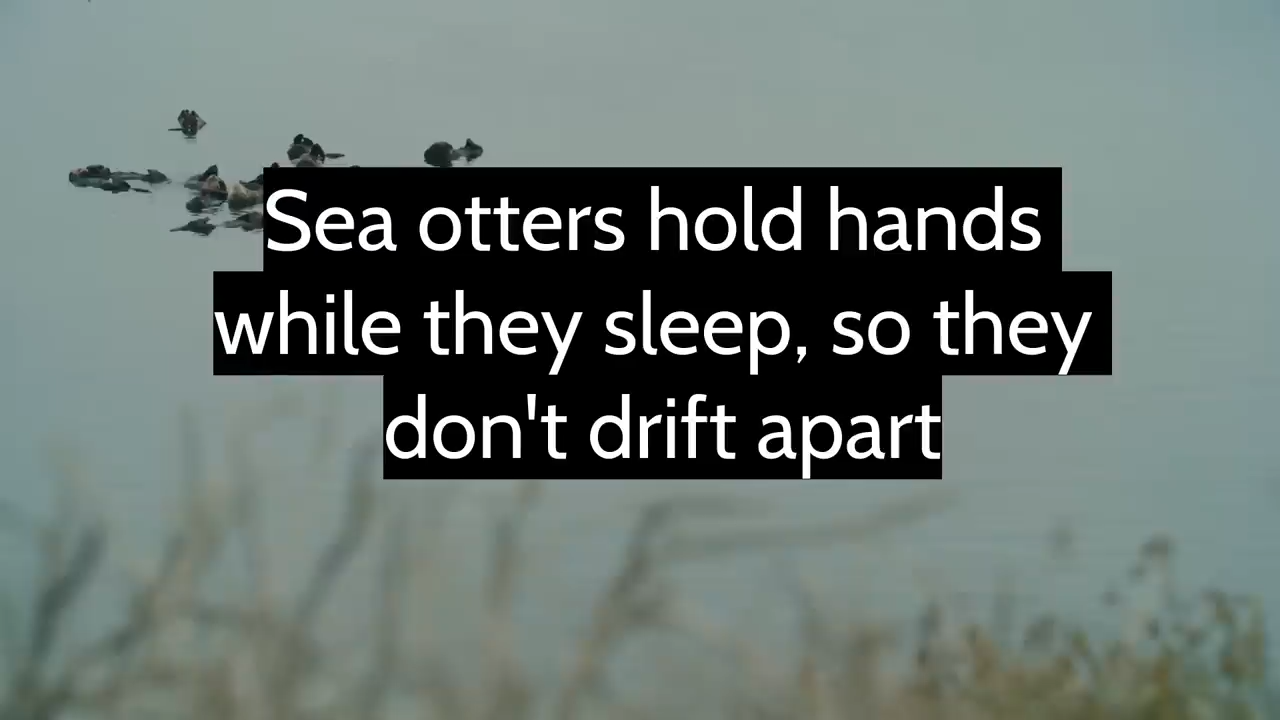 Sea otters hold hands
while they sleep, so they
don't drift apart